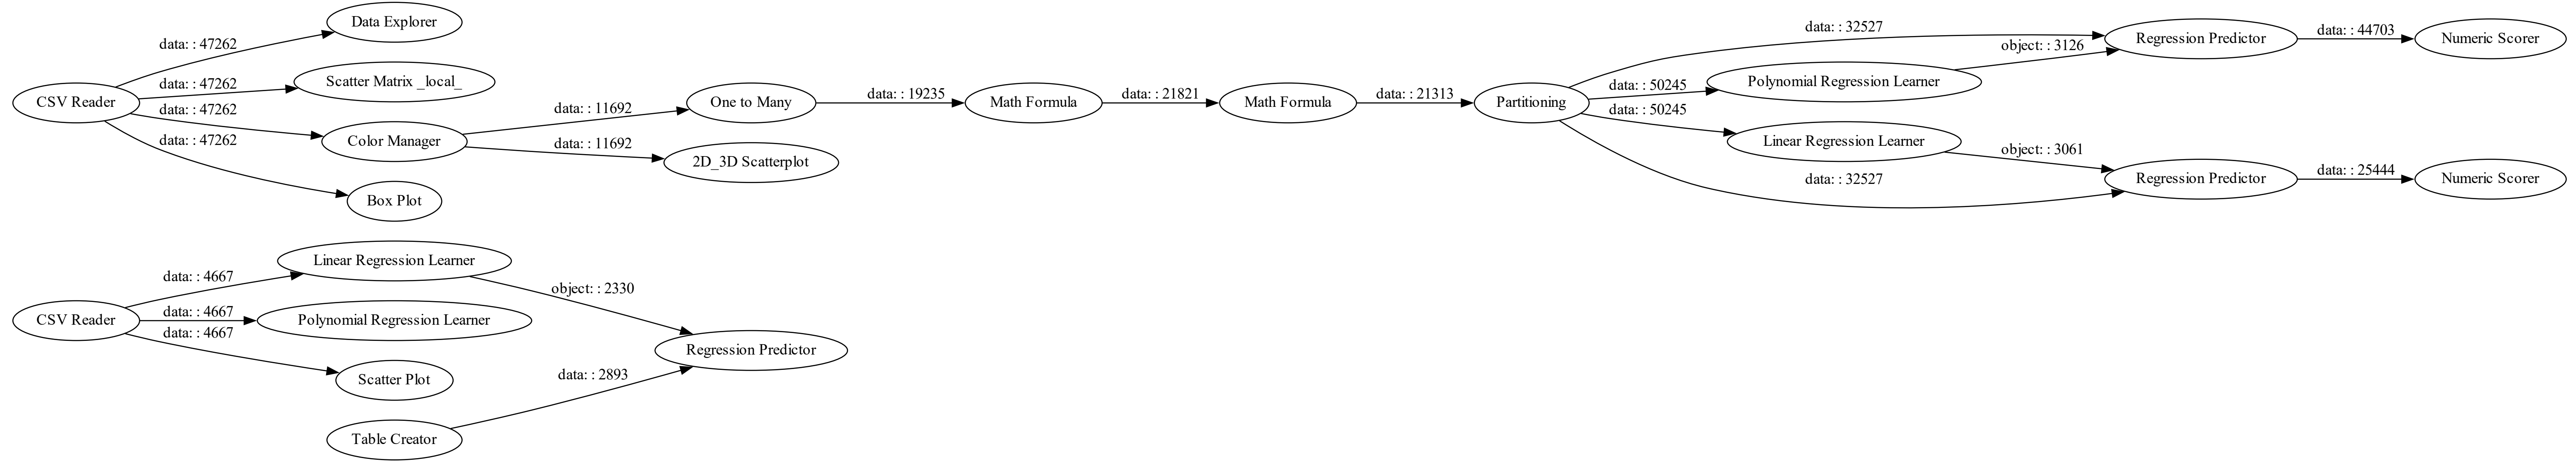 Data Explorer
data: : 47262
Scatter Matrix _local_
data: : 47262
CSV Reader
data: : 47262
Color Manager
data: : 47262
Box Plot
data: : 11692
One to Many
data: : 11692
2D_3D Scatterplot
data: : 19235
Math Formula
data: : 21821
Math Formula
data: : 21313
Partitioning
data: : 32527
data: : 50245
Polynomial Regression Learner
object: : 3126
Regression Predictor
data: : 44703
Numeric Scorer
data: : 50245
Linear Regression Learner
object: : 3061
data: : 32527
Regression Predictor
data: : 25444
Numeric Scorer
Linear Regression Learner
data: : 4667
CSV Reader
data: : 4667
Polynomial Regression Learner
data: : 4667
Scatter Plot
object: : 2330
Regression Predictor
data: : 2893
Table Creator